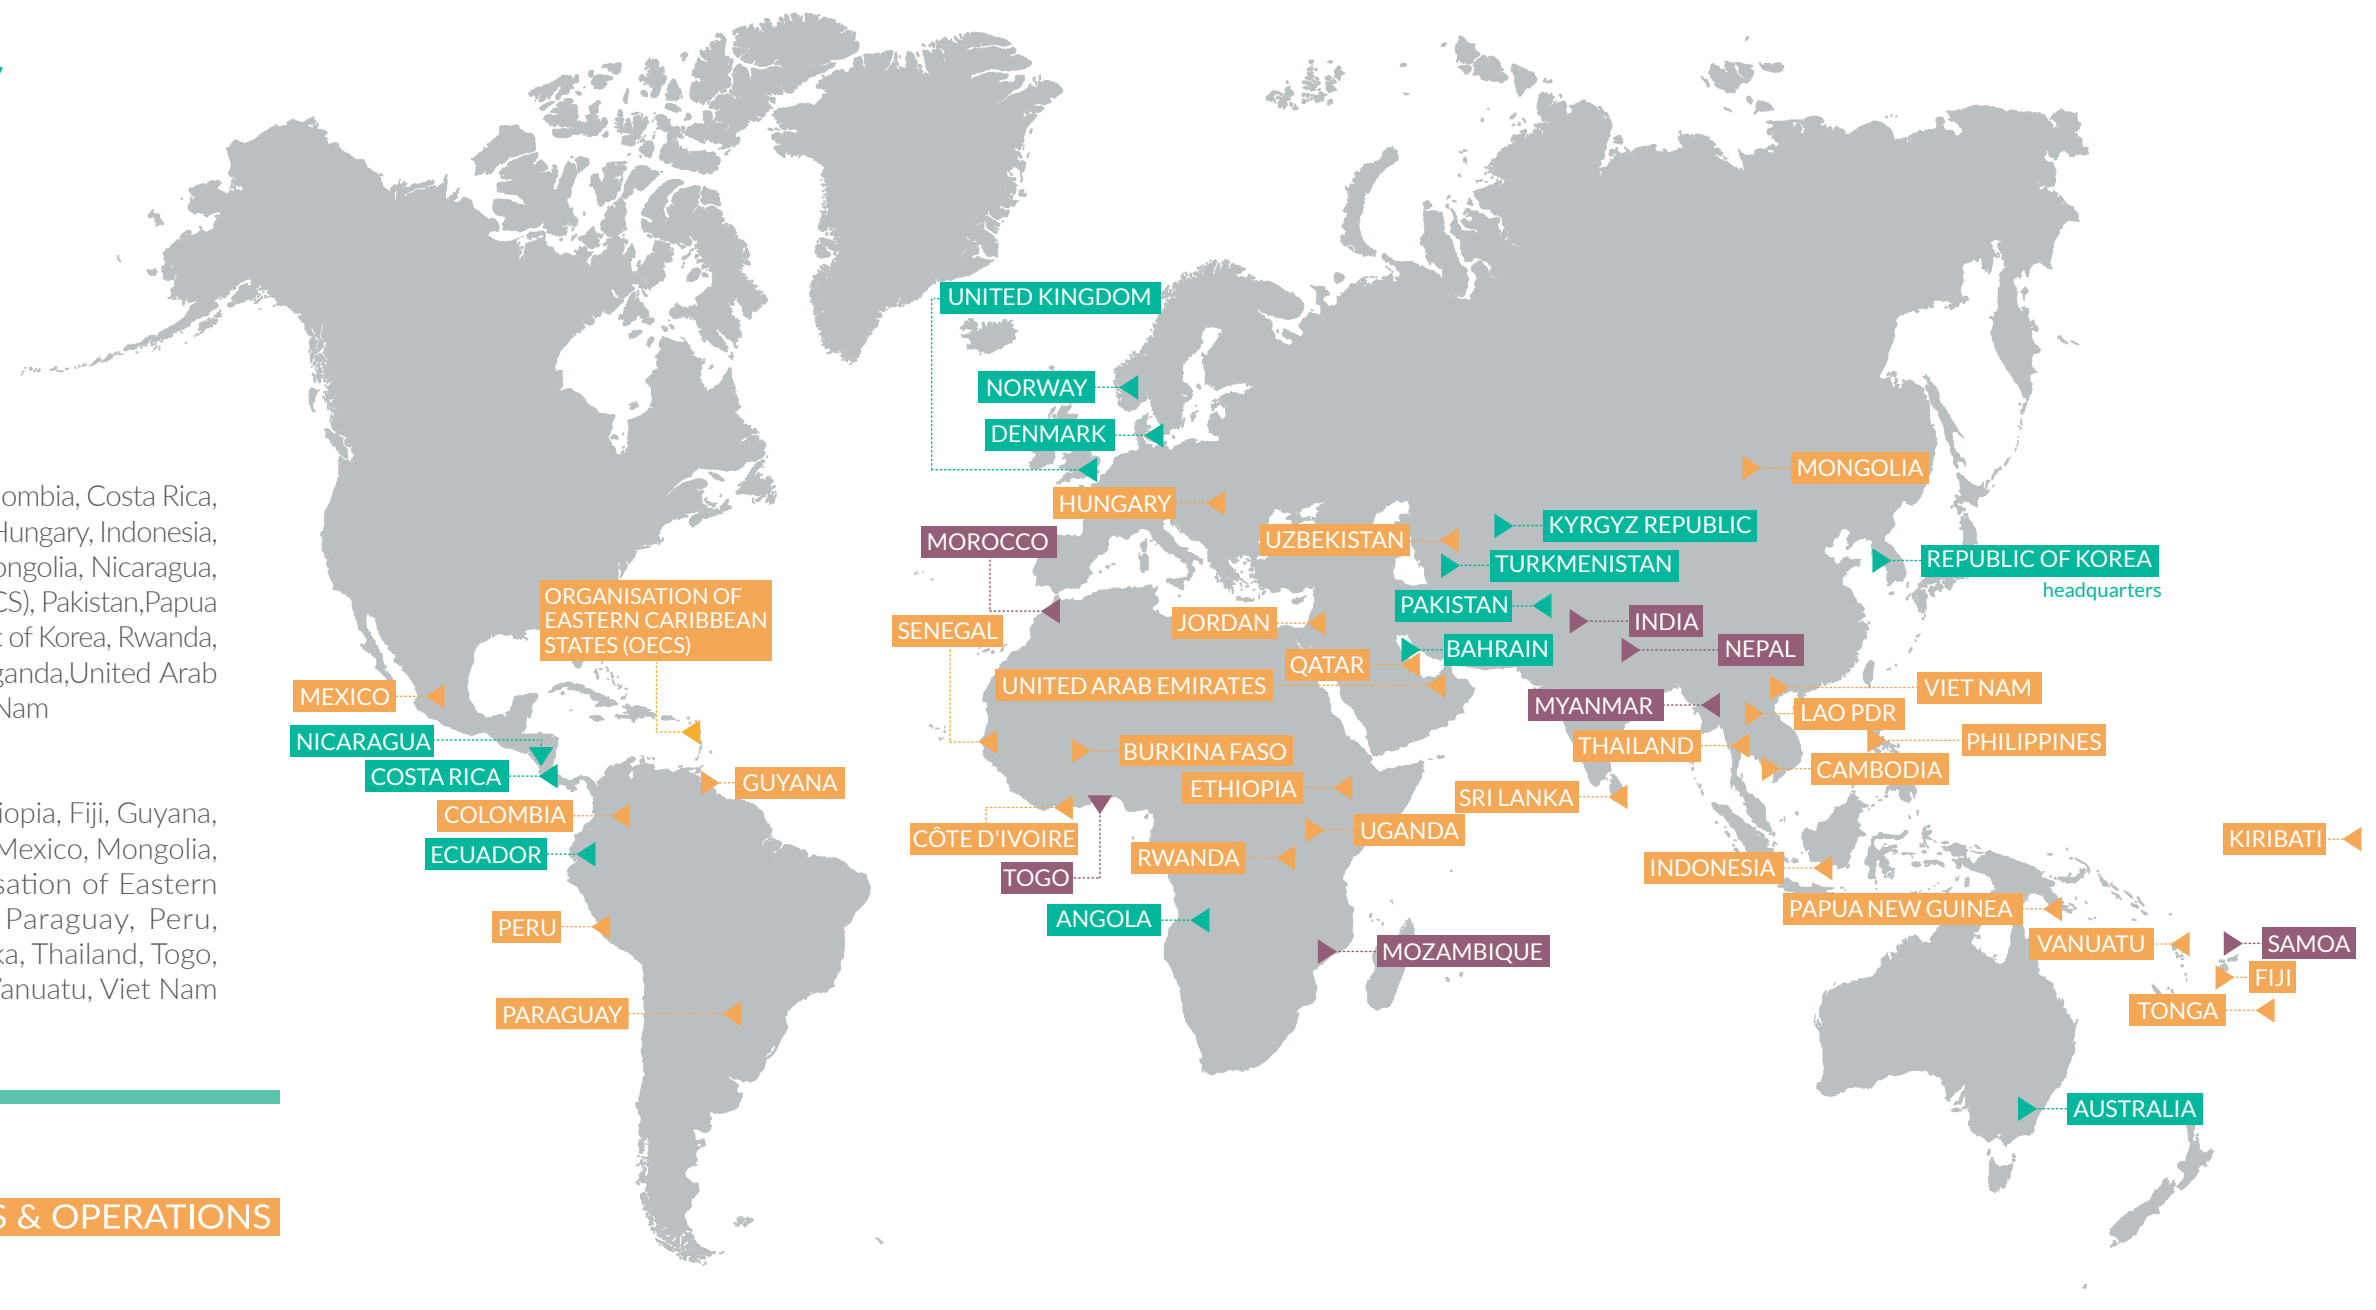 ombia, Costa Rica,
Hungary, Indonesia,
ongolia, Nicaragua,
CS), Pakistan,Papua
c of Korea, Rwanda,
ganda,United Arab
Nam
iopia, Fiji, Guyana,
Mexico, Mongolia,
sation of Eastern
Paraguay, Peru,
ka, Thailand, Togo,
Vanuatu, Viet Nam
S & OPERATIONS
UNITED KINGDOM
NORWAY
DENMARK
HUNGARY
MOROCCO
SENEGAL
UZBEKISTAN
MONGOLIA
KYRGYZ REPUBLIC
TURKMENISTAN
REPUBLIC OF KOREA
headquarters
PAKISTAN
INDIA
JORDAN
BAHRAIN
NEPAL
QATAR
UNITED ARAB EMIRATES
ORGANISATION OF
EASTERN CARIBBEAN
STATES (OECS)
MEXICO
NICARAGUA
COSTA RICA
GUYANA
COLOMBIA
ECUADOR
PERU
PARAGUAY
MYANMAR
VIET NAM
LAO PDR
THAILAND
PHILIPPINES
CAMBODIA
BURKINA FASO
ETHIOPIA
SRI LANKA
CÔTE D'IVOIRE
UGANDA
RWANDA
TOGO
ANGOLA
MOZAMBIQUE
KIRIBATI
INDONESIA
PAPUA NEW GUINEA
VANUATU
SAMOA
FIJI
TONGA
AUSTRALIA